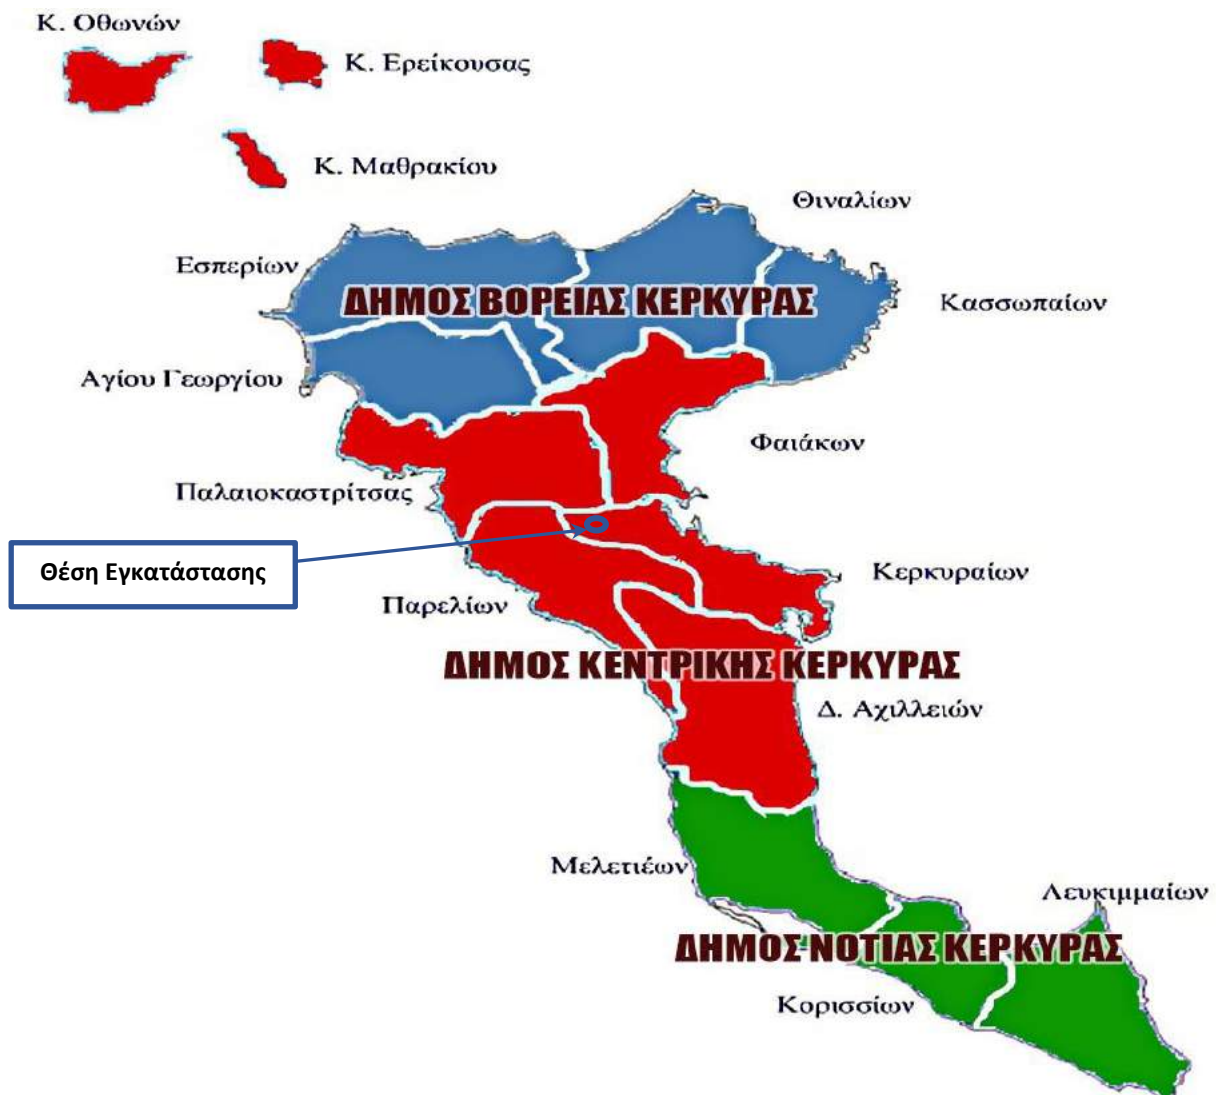 Κ. Οθωνών
Κ. Ερείκουσας
Κ. Μαθρακίου
Θιναλίων
Εσπερίων
ΔΗΜΟΣ ΒΟΡΕΙΑΣ ΚΕΡΚΥΡΑΣ
Κασσωπαίων
Αγίου Γεωργίου
Φαιάκων
Παλαιοκαστρίτσας
Θέση Εγκατάστασης
Κερκυραίων
Παρελίων
ΔΗΜΟΣ ΚΕΝΤΡΙΚΗΣ ΚΕΡΚΥΡΑΣ
Δ. Αχιλλειών
Μελετιέων
Λευκιμμαίων
ΔΗΜΟΣ ΝΟΤΙΑΣ ΚΕΡΚΥΡΑΣ
Κορισσίων